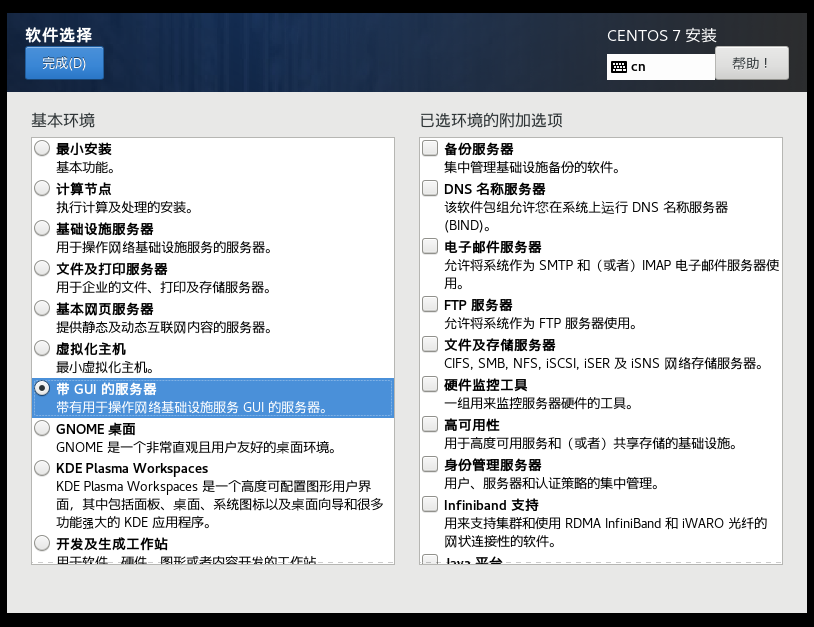 软件选择
CENTOS 7 安装
完成(D)
cn
帮助！
基本环境
最小安装
基本功能。
计算节点
执行计算及处理的安装。
基础设施服务器
用于操作网络基础设施服务的服务器。
文件及打印服务器
用于企业的文件、打印及存储服务器。
基本网页服务器
提供静态及动态互联网内容的服务器。
虚拟化主机
最小虚拟化主机。
带 GUI 的服务器
带有用于操作网络基础设施服务 GUI 的服务器。
GNOME 桌面
GNOME 是一个非常直观且用户友好的桌面环境。
KDE Plasma Workspaces
KDE Plasma Workspaces 是一个高度可配置图形用户界
面，其中包括面板、桌面、系统图标以及桌面向导和很多
功能强大的 KDE 应用程序。
开发及生成工作站
用于软件、硬件、图形或者内容开发的工作站
已选环境的附加选项
备份服务器
集中管理基础设施备份的软件。
DNS 名称服务器
该软件包组允许您在系统上运行 DNS 名称服务器
(BIND)。
电子邮件服务器
允许将系统作为 SMTP 和（或者）IMAP 电子邮件服务器使
用。
FTP 服务器
允许将系统作为 FTP 服务器使用。
文件及存储服务器
CIFS, SMB, NFS, iSCSI, iSER 及 iSNS 网络存储服务器。
硬件监控工具
一组用来监控服务器硬件的工具。
高可用性
用于高度可用服务和（或者）共享存储的基础设施。
身份管理服务器
用户、服务器和认证策略的集中管理。
Infiniband 支持
用来支持集群和使用 RDMA InfiniBand 和 iWARO 光纤的
网状连接性的软件。
Java 平台